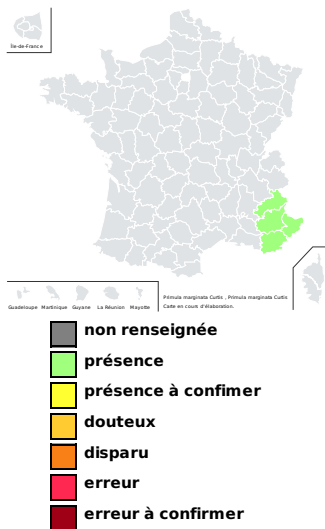 Île-de-France
Guadeloupe Martinique Guyane La Réunion Mayotte
Primula marginata Curtis , Primula marginata Curtis
Carte en cours d'élaboration.
non renseignée
présence
présence à confimer
douteux
disparu
erreur
erreur à confirmer